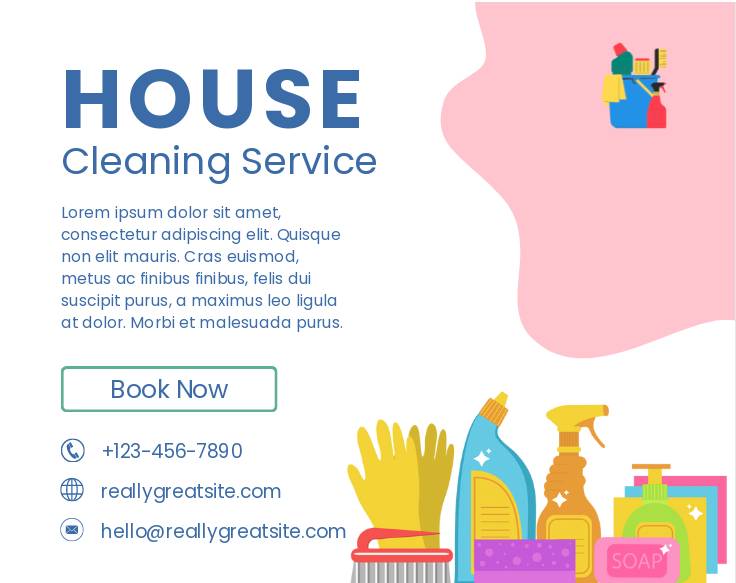 HOUSE
Cleaning Service
Lorem ipsum dolor sit amet,
consectetur adipiscing elit. Quisque
non elit mauris. Cras euismod,
metus ac finibus finibus, felis dui
suscipit purus, a maximus leo ligula
at dolor. Morbi et malesuada purus.
Book Now
+123-456-7890
reallygreatsite.com
hello@reallygreatsite.com
SOAP